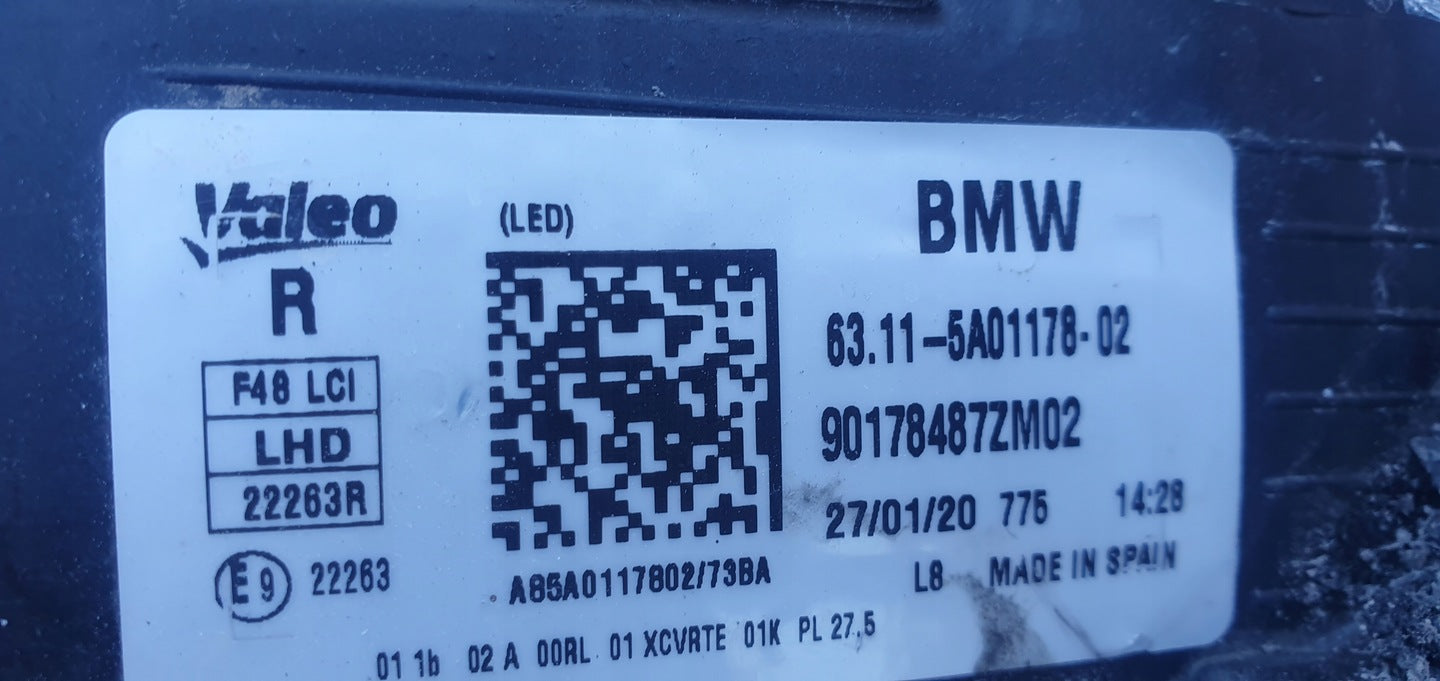 Valeo
R
F48 LCI
LHD
22263R
E9 22263
(LED)
A85A0117802/73BA
BMW
63.11-5A01178-02
90178487ZM02
27/01/20 775 14:28
L8 MADE IN SPAIN
01 1b 02 A 00RL 01 XCVRTE 01K PL 27.5